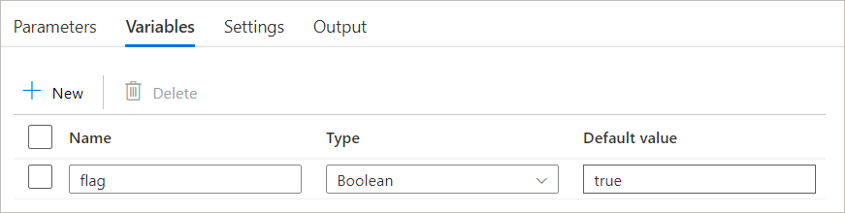 Parameters Variables Settings Output
New Delete
Name Type Default value
flag Boolean true